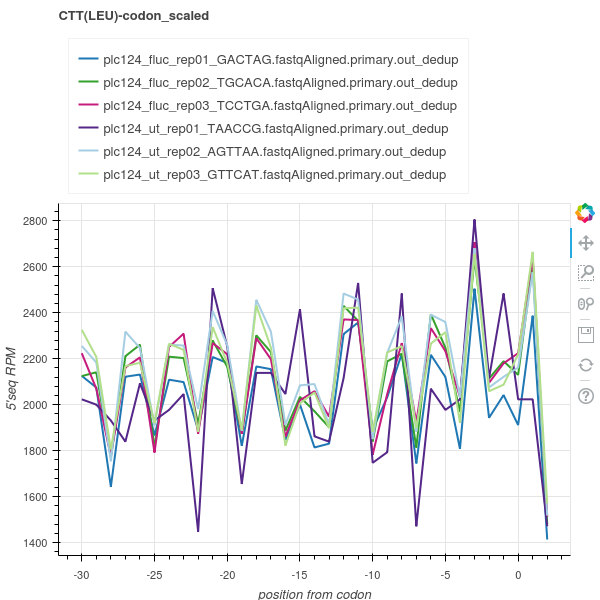 CTT(LEU)-codon_scaled
plc124_fluc_rep01_GACTAG.fastqAligned.primary.out_dedup
plc124_fluc_rep02_TGCACA.fastqAligned.primary.out_dedup
plc124_fluc_rep03_TCCTGA.fastqAligned.primary.out_dedup
plc124_ut_rep01_TAACCG.fastqAligned.primary.out_dedup
plc124_ut_rep02_AGTTAA.fastqAligned.primary.out_dedup
plc124_ut_rep03_GTTCAT.fastqAligned.primary.out_dedup
5'seq RPM
2800
2600
2400
2200
2000
1800
1600
1400
-30 -25 -20 -15 -10 -5 0
position from codon